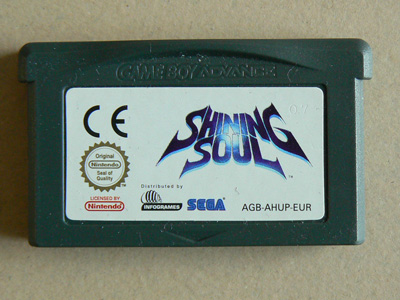 GAME BOY ADVANCE
CE
SHINING
SOUL
TM
Original
Nintendo
Seal of
Quality
LICENSED BY
Nintendo
Distributed by
INFOGRAMES
SEGA
AGB-AHUP-EUR